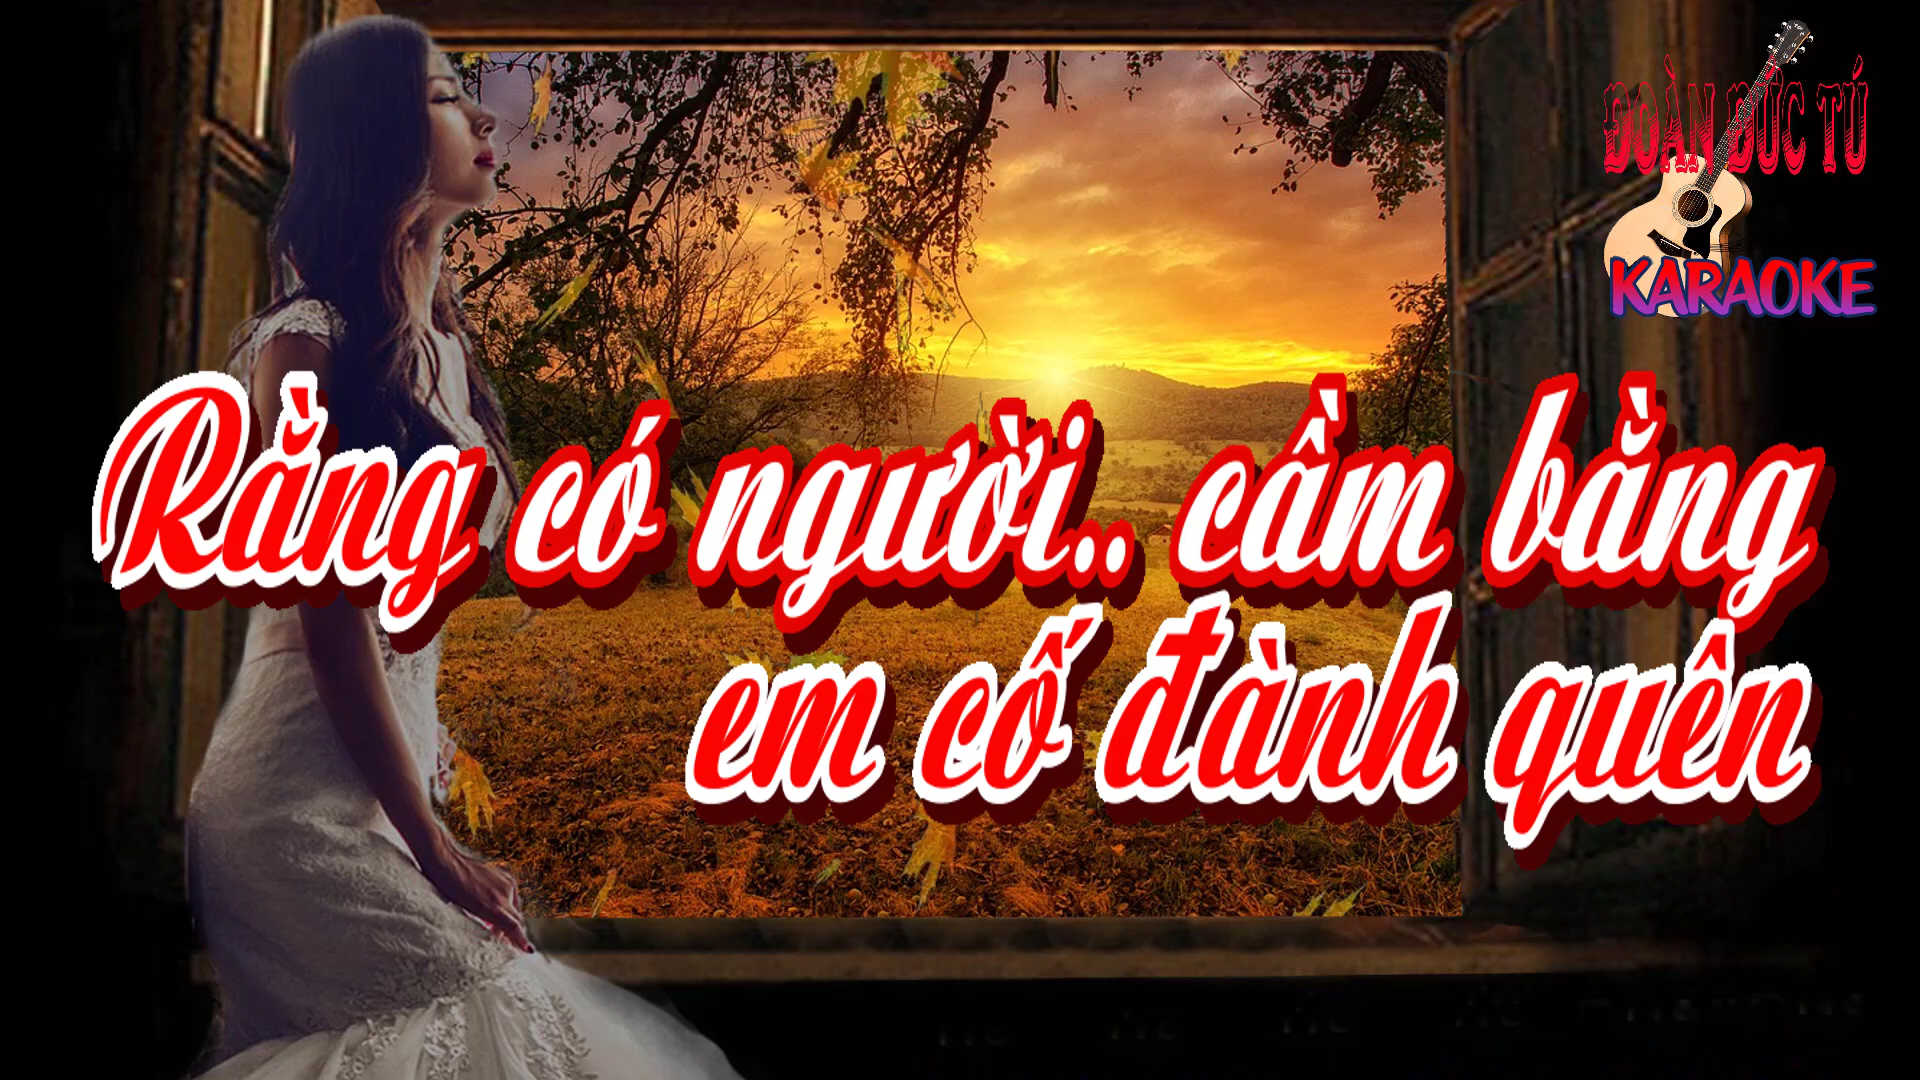 ĐOÀN ĐỨC TÚ
KARAOKE
Rằng có người.. cầm bằng
em cố đành quên